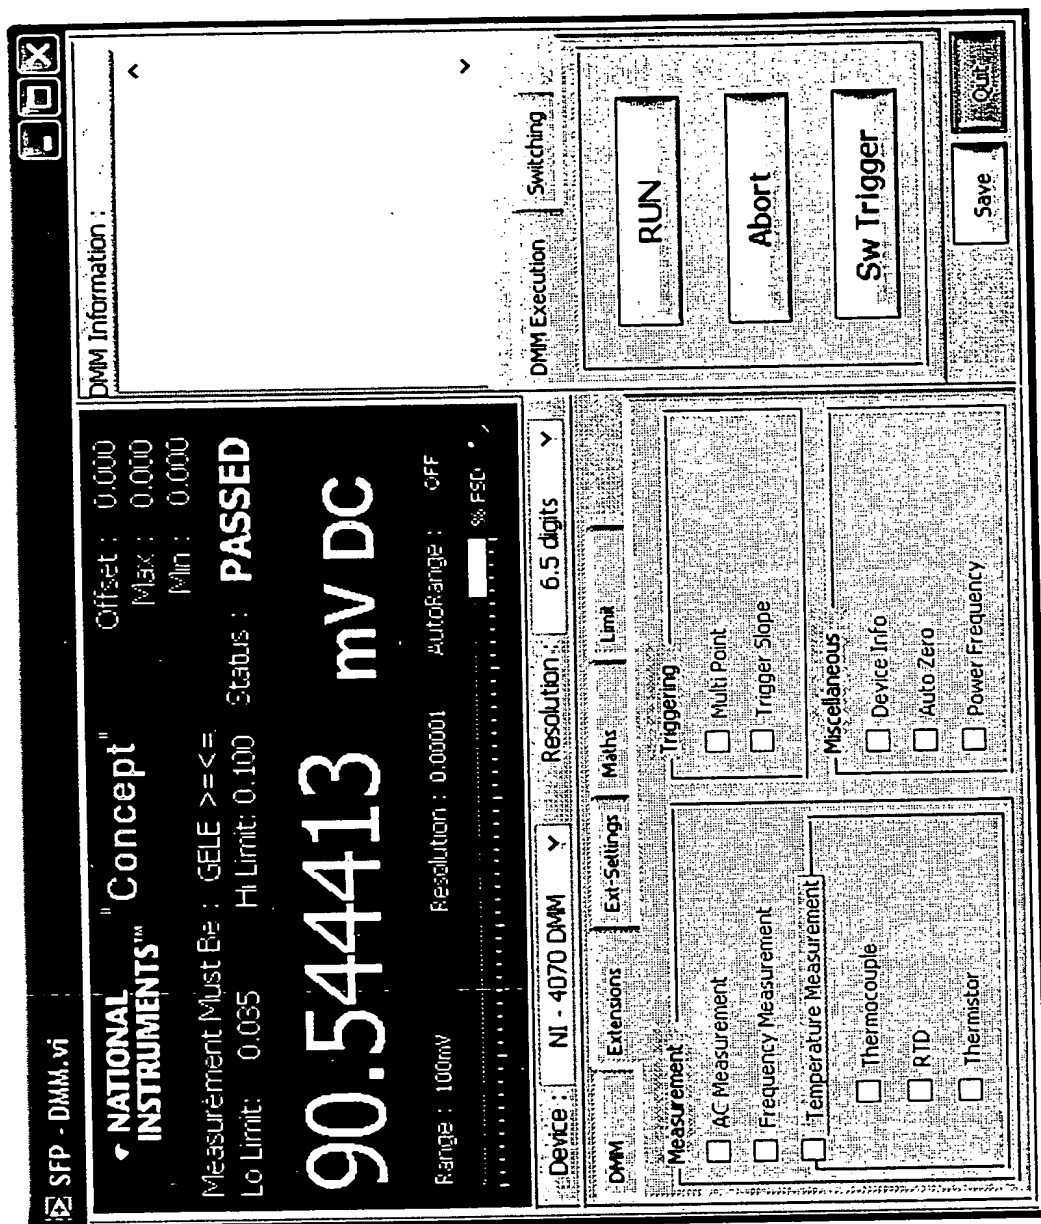 SFP - DMM.vi
NATIONAL
INSTRUMENTS™
"Concept"
Offset : 0.000
Max : 0.000
Min : 0.000
Measurement Must Be : GELE >=<=
Lo Limit: 0.035 Hi Limit: 0.100 Status : PASSED
90.544413 mV DC
Range : 100mV Resolution : 0.00001 AutoRange : OFF
% FSD
Device : NI - 4070 DMM Resolution : 6.5 digits
DMM Extensions Ext-Settings Maths Limit
Measurement
AC Measurement
Frequency Measurement
Temperature Measurement
Thermocouple
RTD
Thermistor
Triggering
Multi Point
Trigger Slope
Miscellaneous
Device Info
Auto Zero
Power Frequency
DMM Information :
DMM Execution Switching
RUN
Abort
Sw Trigger
Save Quit